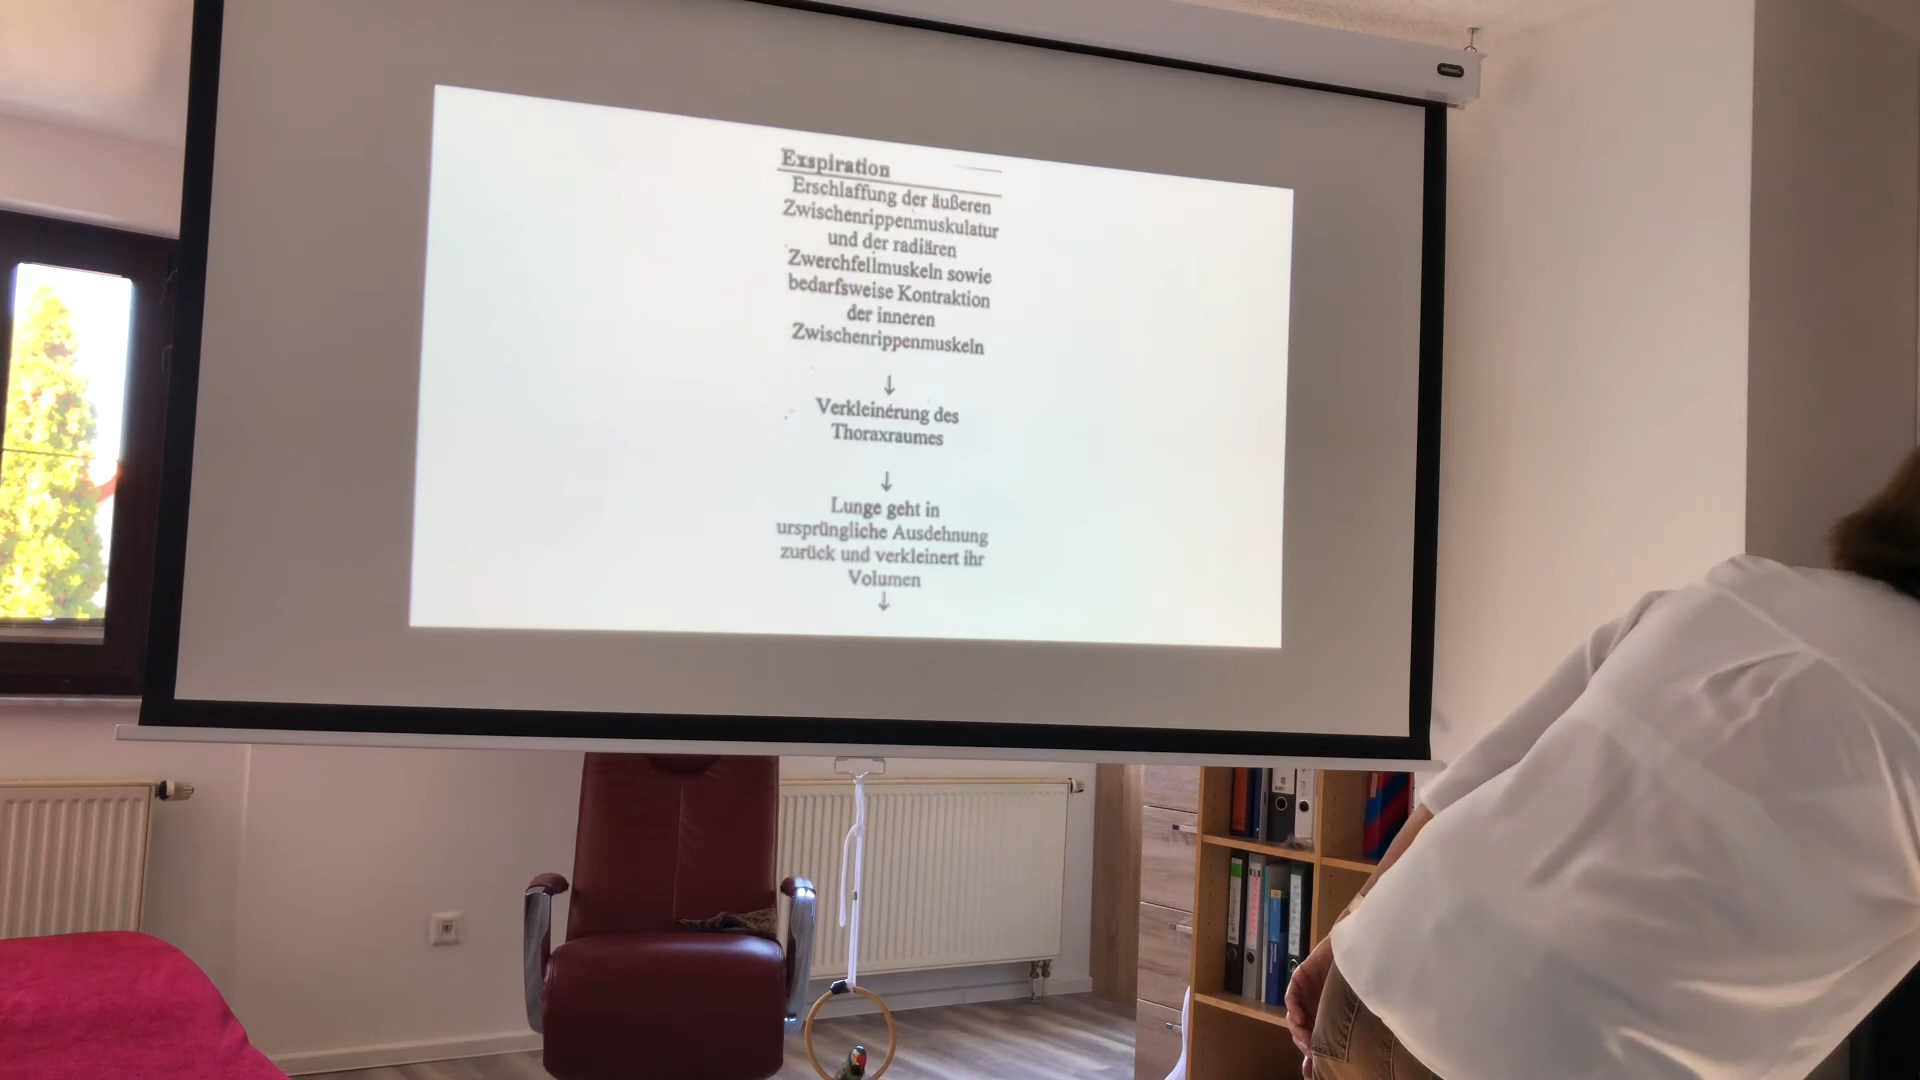 Exspiration
Erschlaffung der äußeren
Zwischenrippenmuskulatur
und der radiären
Zwerchfellmuskeln sowie
bedarfsweise Kontraktion
der inneren
Zwischenrippenmuskeln
↓
Verkleinerung des
Thoraxraumes
↓
Lunge geht in
ursprüngliche Ausdehnung
zurück und verkleinert ihr
Volumen
↓